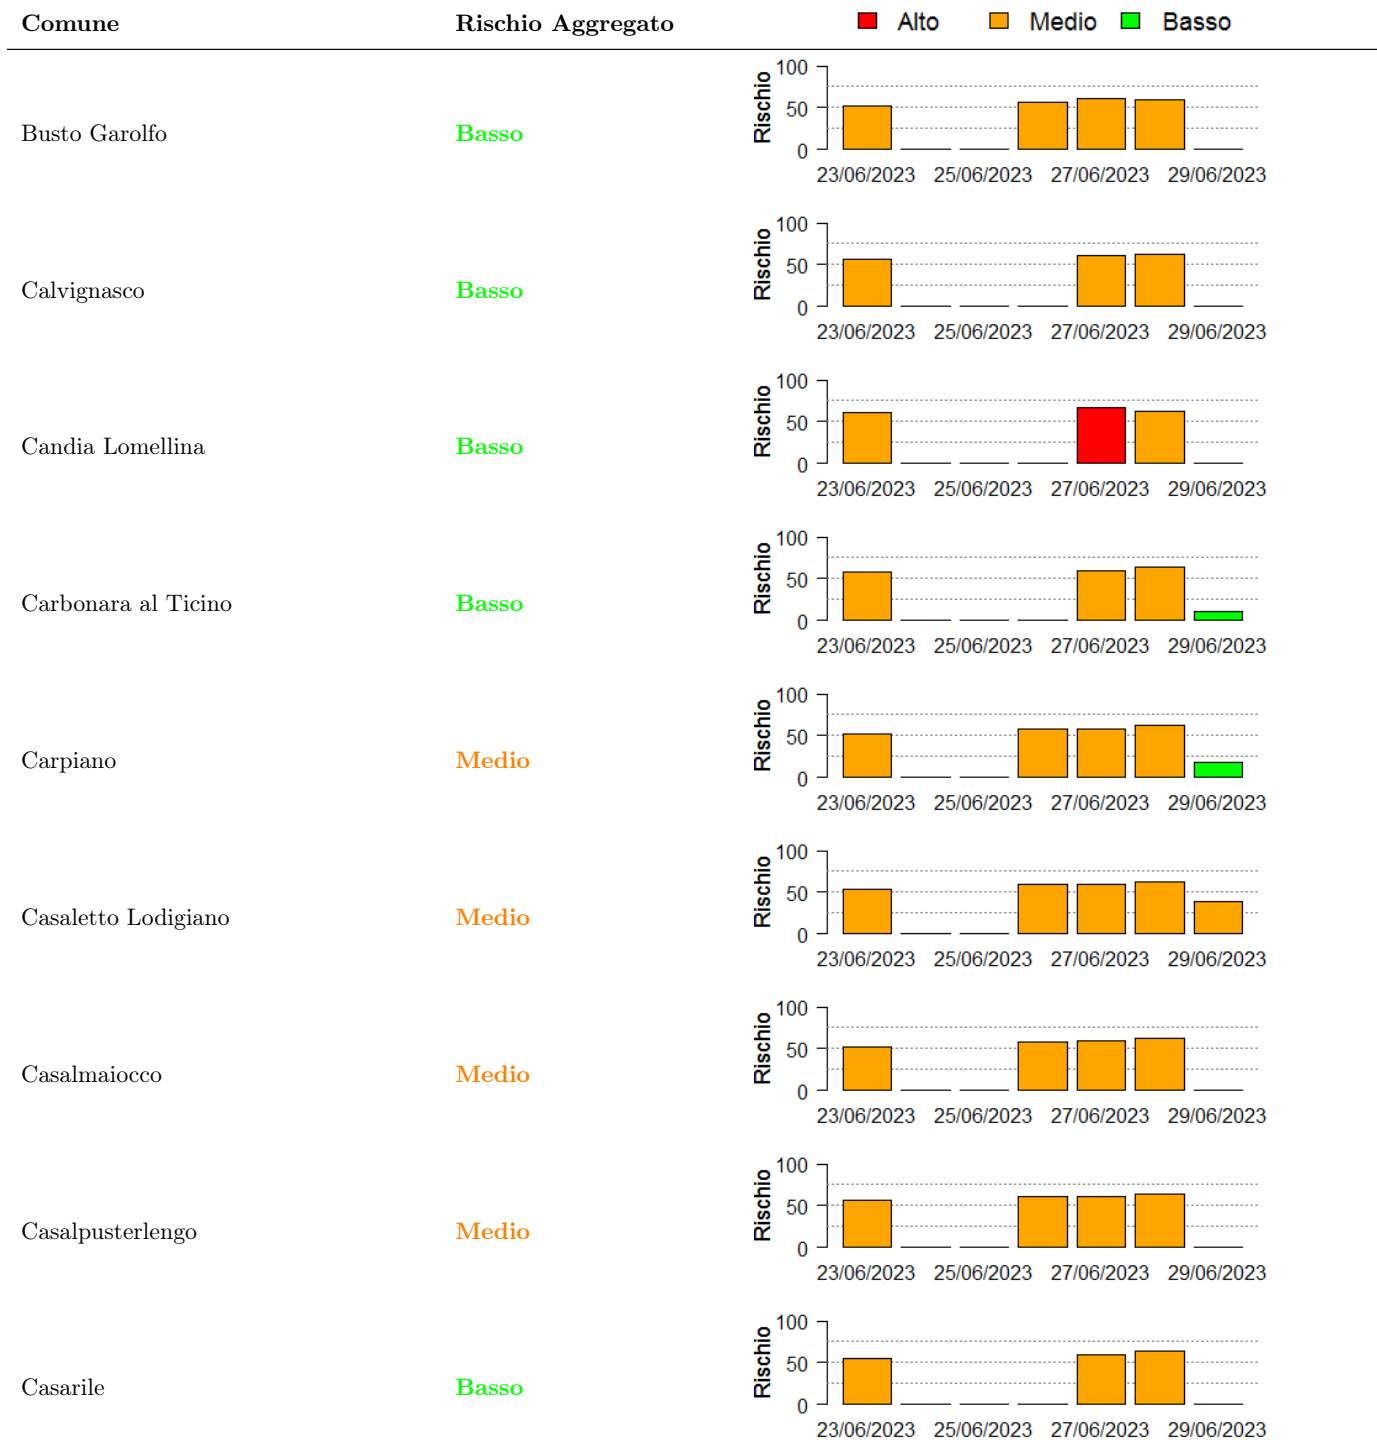 Comune Rischio Aggregato Alto Medio Basso
100
Rischio
50
Busto Garolfo Basso
0
23/06/2023 25/06/2023 27/06/2023 29/06/2023
100
Rischio
50
Calvignasco Basso
0
23/06/2023 25/06/2023 27/06/2023 29/06/2023
100
Rischio
50
Candia Lomellina Basso
0
23/06/2023 25/06/2023 27/06/2023 29/06/2023
100
Rischio
50
Carbonara al Ticino Basso
0
23/06/2023 25/06/2023 27/06/2023 29/06/2023
100
Rischio
50
Carpiano Medio
0
23/06/2023 25/06/2023 27/06/2023 29/06/2023
100
Rischio
50
Casaletto Lodigiano Medio
0
23/06/2023 25/06/2023 27/06/2023 29/06/2023
100
Rischio
50
Casalmaiocco Medio
0
23/06/2023 25/06/2023 27/06/2023 29/06/2023
100
Rischio
50
Casalpusterlengo Medio
0
23/06/2023 25/06/2023 27/06/2023 29/06/2023
100
Rischio
50
Casarile Basso
0
23/06/2023 25/06/2023 27/06/2023 29/06/2023